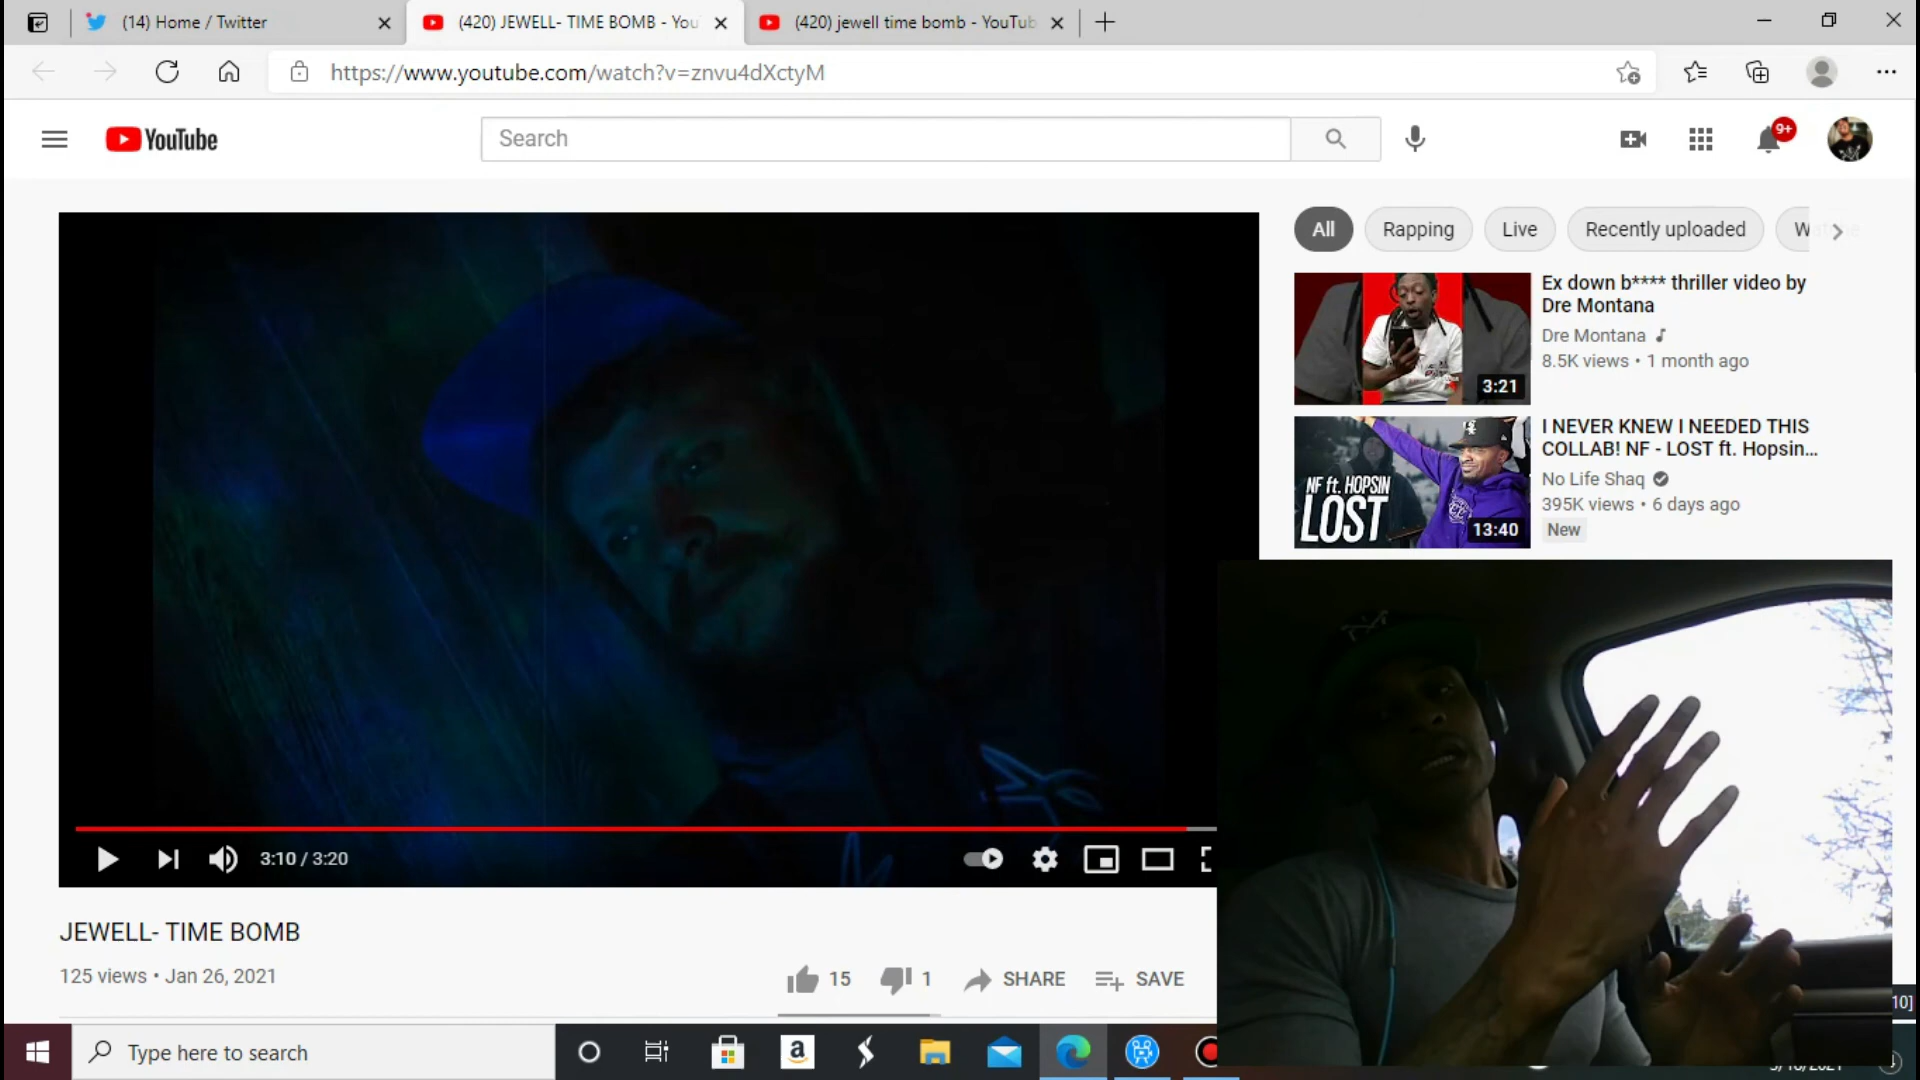 (14) Home / Twitter
(420) JEWELL- TIME BOMB - You
(420) jewell time bomb - YouTub
https://www.youtube.com/watch?v=znvu4dXctyM
YouTube
Search
9+
All
Rapping
Live
Recently uploaded
Ex down b**** thriller video by
Dre Montana
Dre Montana
8.5K views • 1 month ago
3:21
I NEVER KNEW I NEEDED THIS
COLLAB! NF - LOST ft. Hopsin...
No Life Shaq
395K views • 6 days ago
New
NF ft. HOPSIN
LOST
13:40
3:10 / 3:20
JEWELL- TIME BOMB
125 views • Jan 26, 2021
15
1
SHARE
SAVE
10]
Type here to search
a